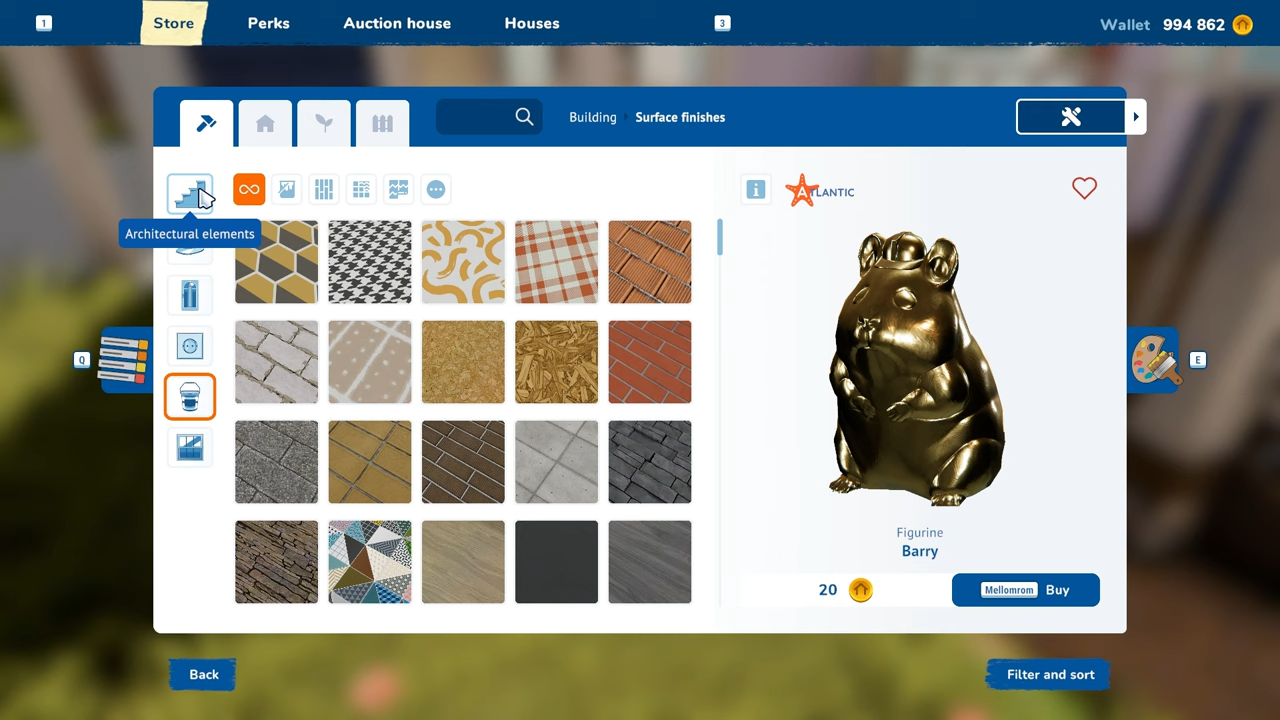 1
Store
Perks
Auction house
Houses
3
Wallet 994 862
Building
Surface finishes
Architectural elements
i
ATLANTIC
Q
E
Figurine
Barry
20
Mellomrom Buy
Back
Filter and sort